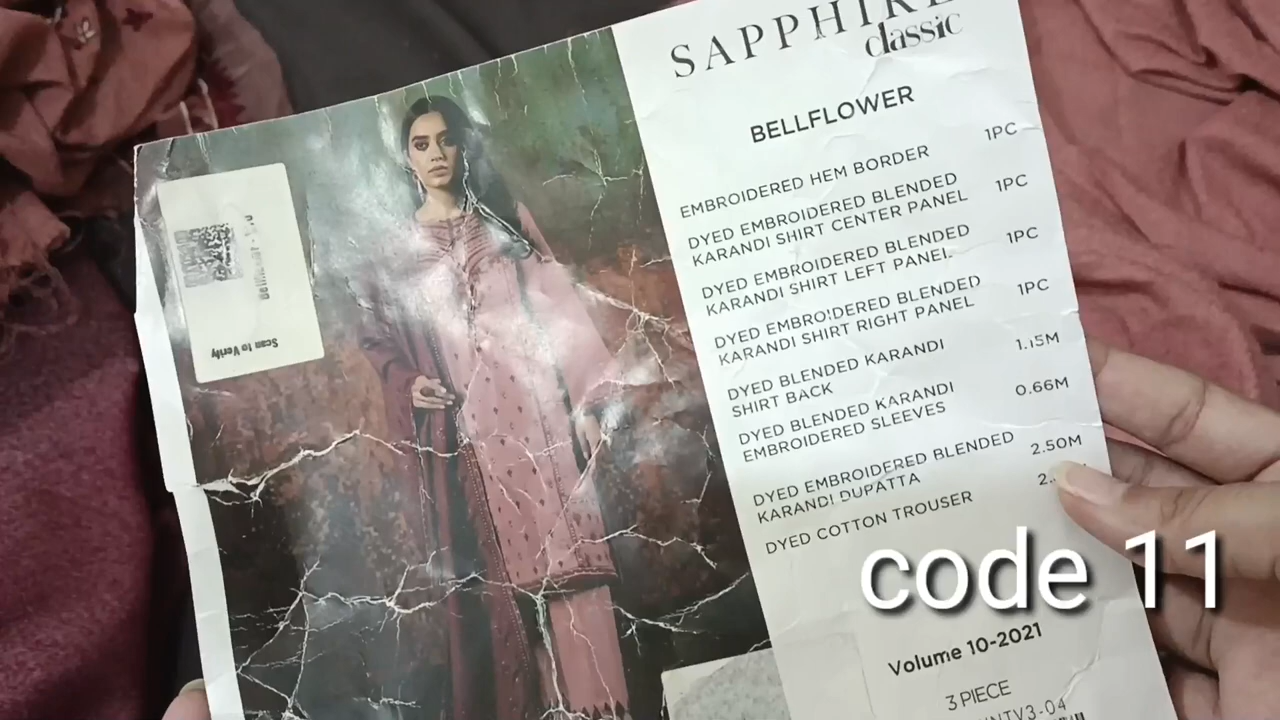 SAPPHIRE
classic
BELLFLOWER
EMBROIDERED HEM BORDER 1PC
DYED EMBROIDERED BLENDED
KARANDI SHIRT CENTER PANEL 1PC
DYED EMBROIDERED BLENDED
KARANDI SHIRT LEFT PANEL 1PC
DYED EMBROIDERED BLENDED
KARANDI SHIRT RIGHT PANEL 1PC
DYED BLENDED KARANDI
SHIRT BACK 1.15M
DYED BLENDED KARANDI
EMBROIDERED SLEEVES 0.66M
DYED EMBROIDERED BLENDED
KARANDI DUPATTA 2.50M
DYED COTTON TROUSER
code 11
Volume 10-2021
3 PIECE
Scan to Verify